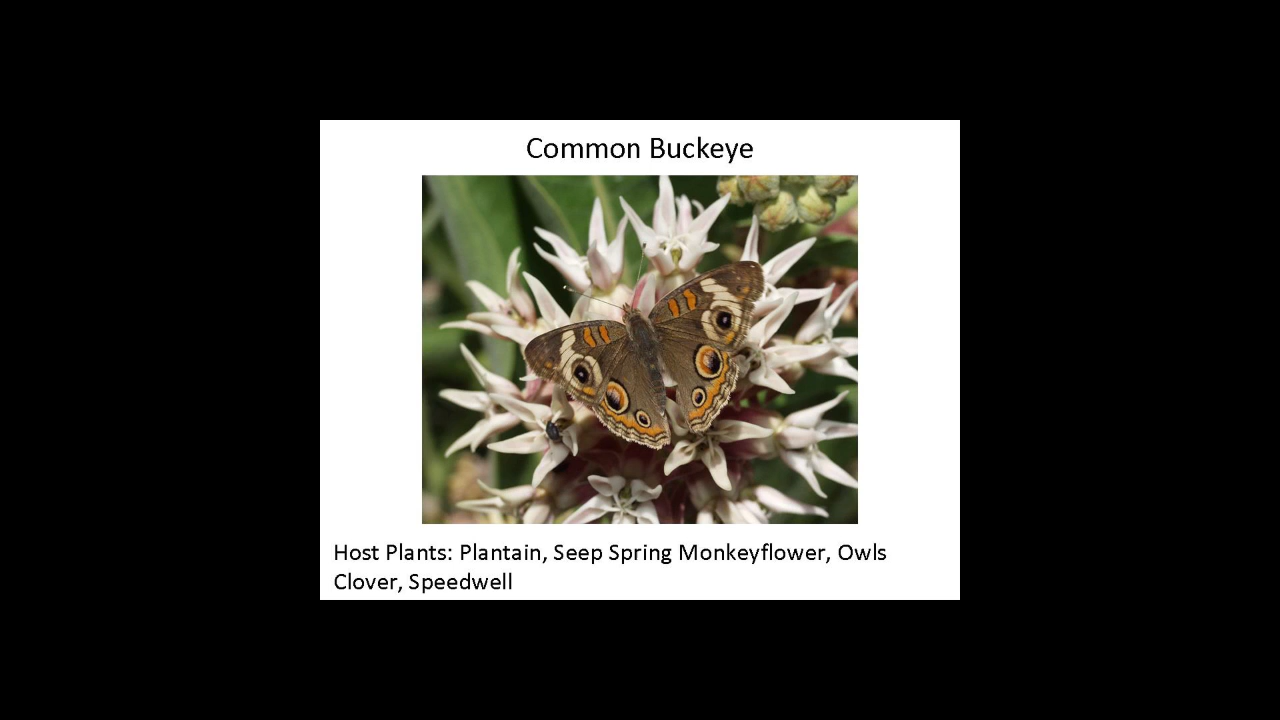 Common Buckeye
Host Plants: Plantain, Seep Spring Monkeyflower, Owls
Clover, Speedwell